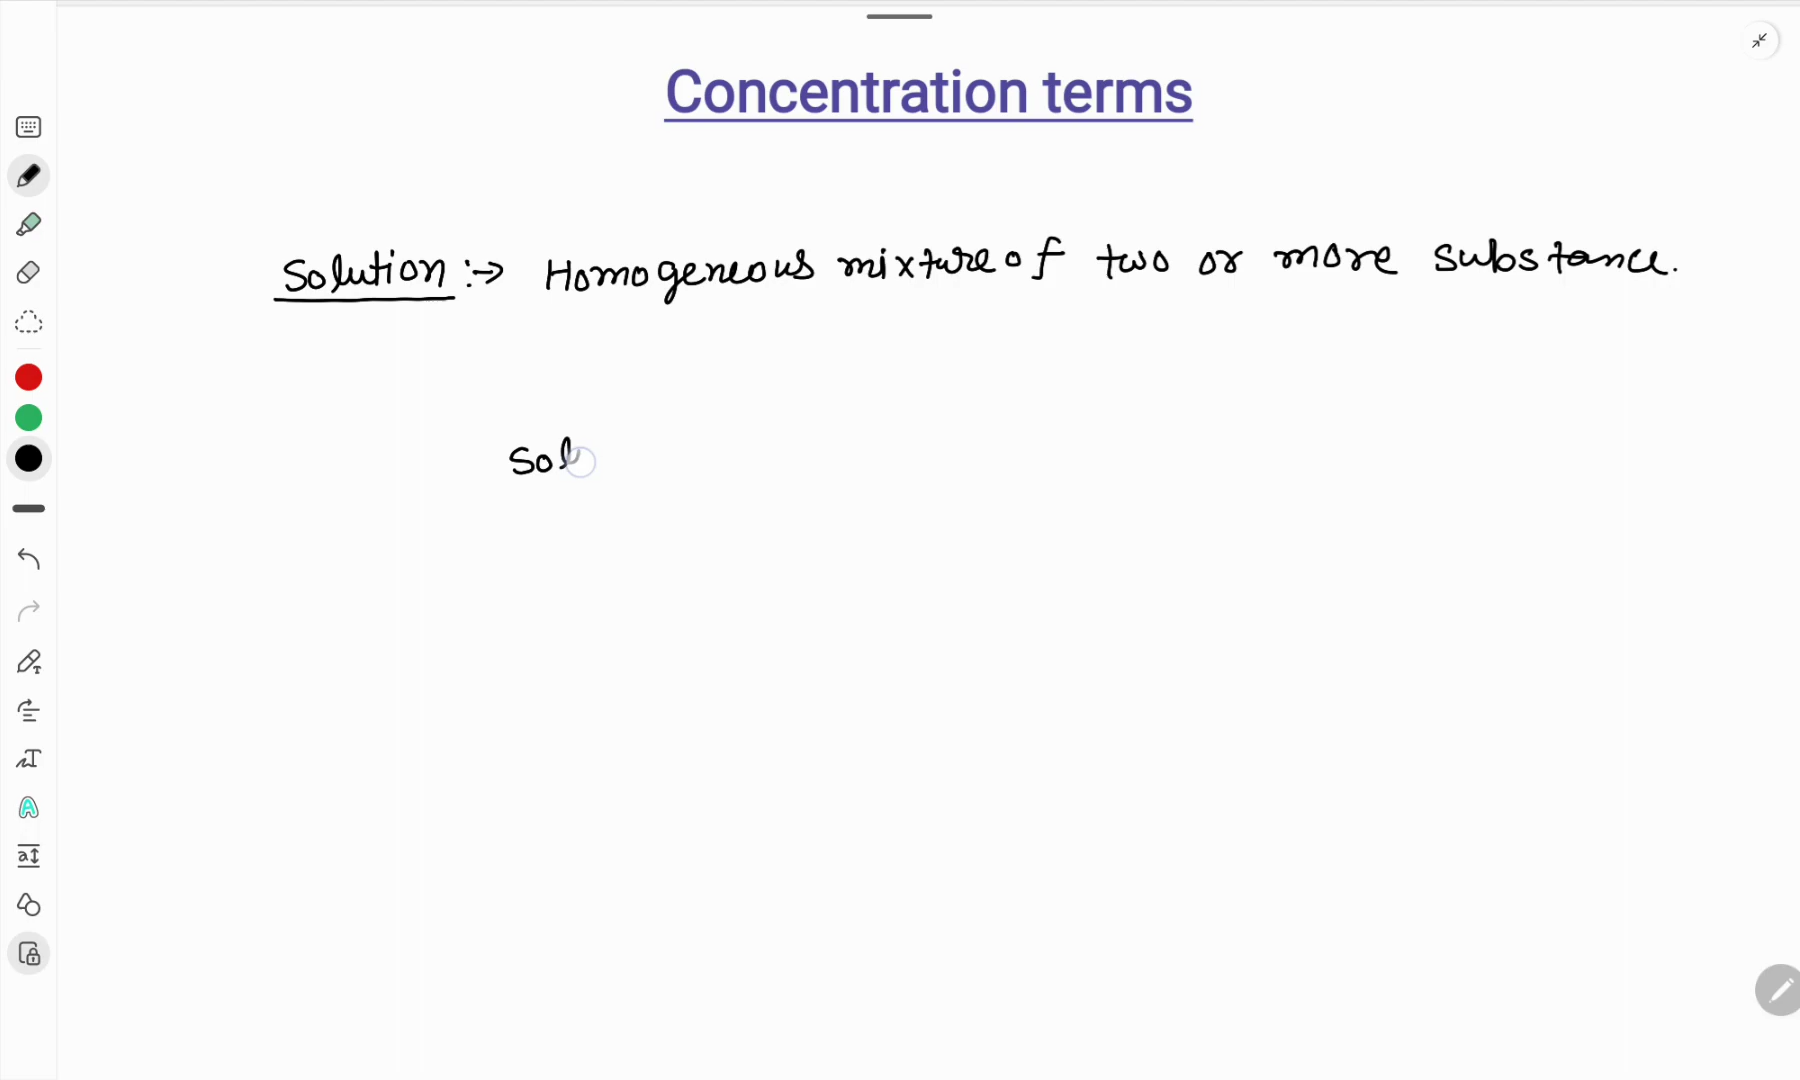 Concentration terms
Solution :→ Homogeneous mixture of two or more substance.
Sol